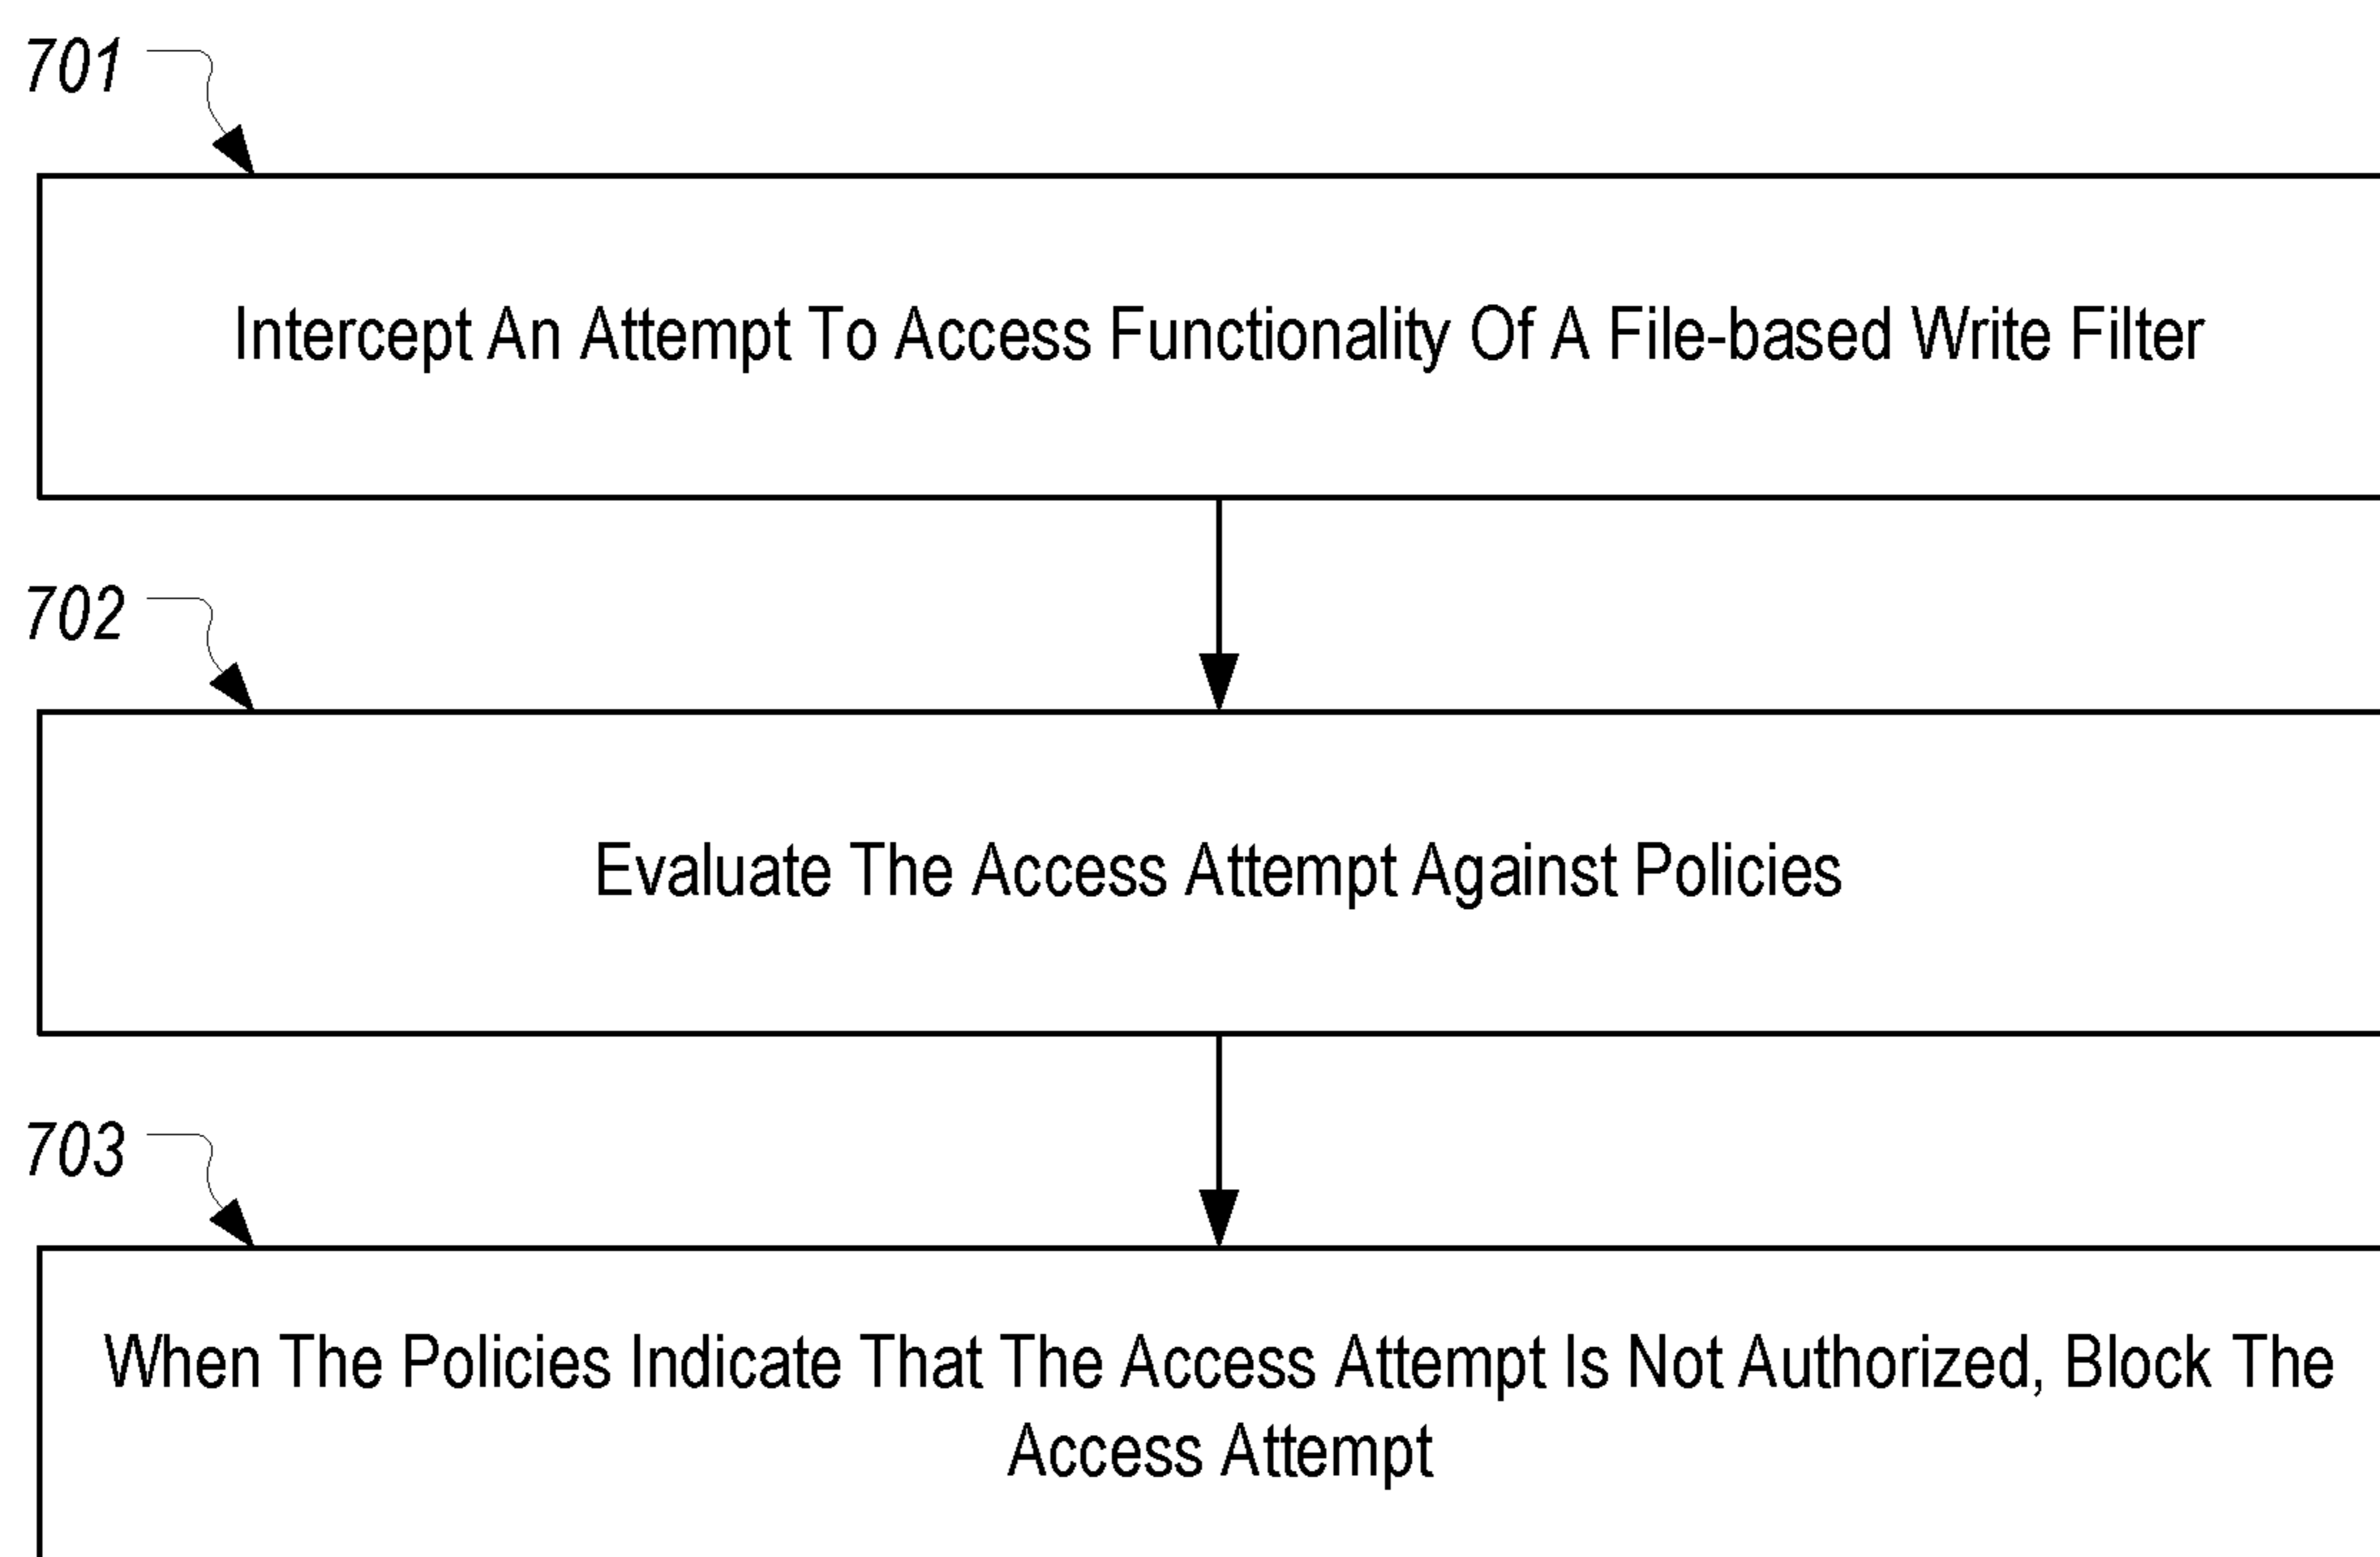 701
Intercept An Attempt To Access Functionality Of A File-based Write Filter
702
Evaluate The Access Attempt Against Policies
703
When The Policies Indicate That The Access Attempt Is Not Authorized, Block The
Access Attempt